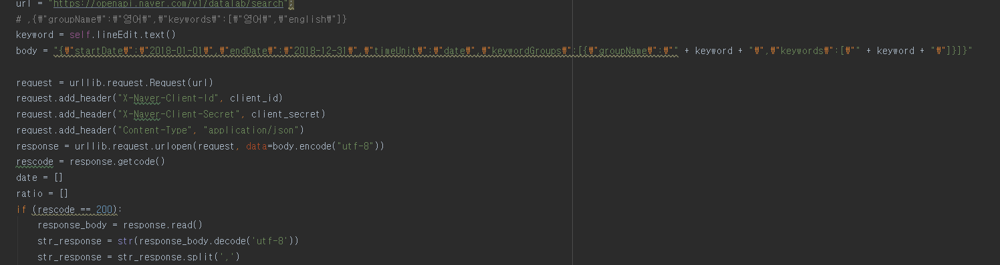 url = "https://openapi.naver.com/v1/datalab/search";
# ,{₩"groupName₩":₩"영어₩",₩"keywords₩":[₩"영어₩",₩"english₩"]}
keyword = self.lineEdit.text()
body = "{₩"startDate₩":₩"2018-01-01₩",₩"endDate₩":₩"2018-12-31₩",₩"timeUnit₩":₩"date₩",₩"keywordGroups₩":[{₩"groupName₩":₩"" + keyword + "₩",₩"keywords₩":[₩"" + keyword + "₩"]}]}"
request = urllib.request.Request(url)
request.add_header("X-Naver-Client-Id", client_id)
request.add_header("X-Naver-Client-Secret", client_secret)
request.add_header("Content-Type", "application/json")
response = urllib.request.urlopen(request, data=body.encode("utf-8"))
rescode = response.getcode()
date = []
ratio = []
if (rescode == 200):
response_body = response.read()
str_response = str(response_body.decode('utf-8'))
str_response = str_response.split(',')